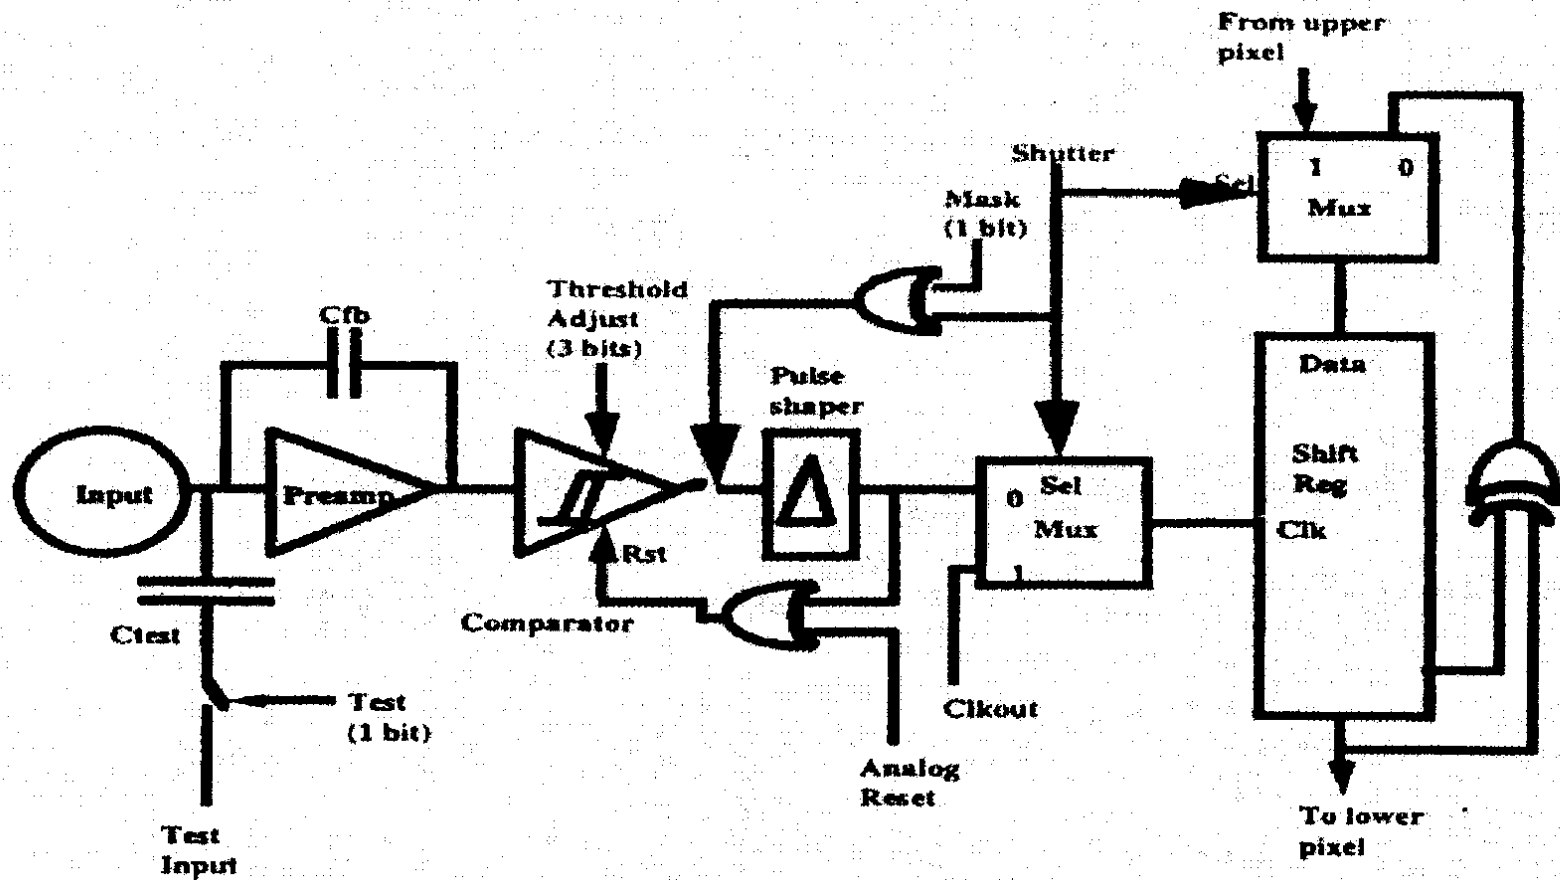 From upper
pixel
Shutter
Sel
1
0
Mux
Mask
(1 bit)
Threshold
Adjust
(3 bits)
Cfb
Pulse
shaper
Data
Input
Preamp
Shift
Reg
Clk
0
Sel
Mux
1
Rst
Comparator
Ctest
Test
(1 bit)
Clkout
Analog
Reset
Test
Input
To lower
pixel